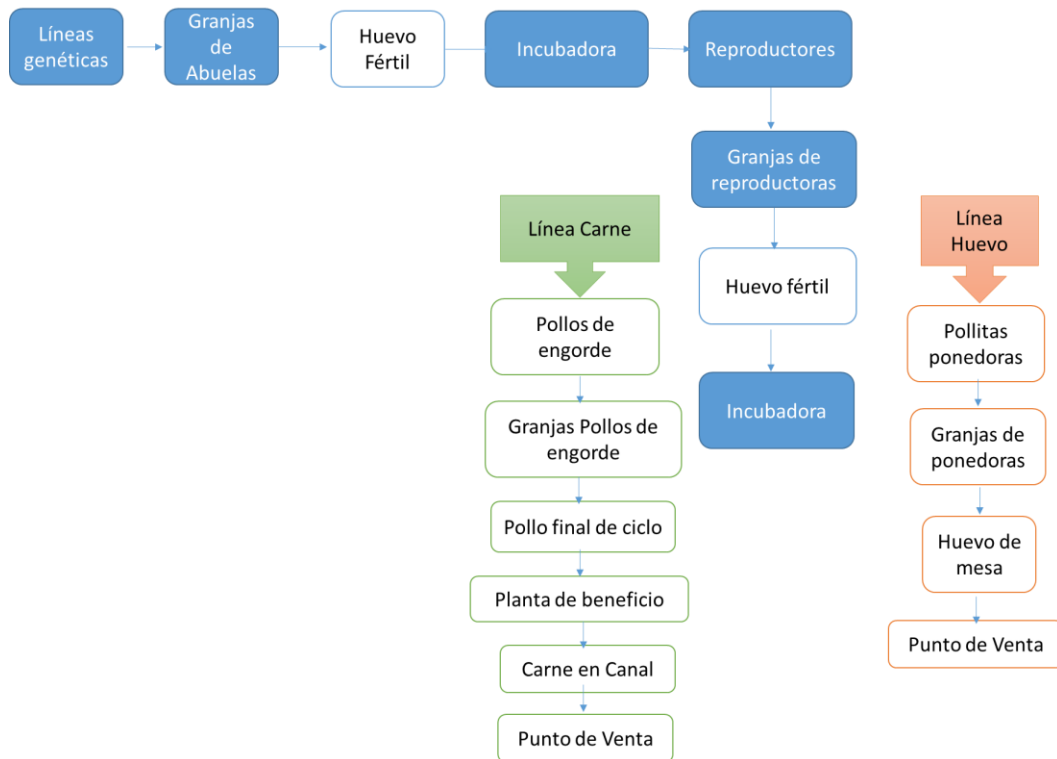 Líneas
genéticas
Granjas
de
Abuelas
Huevo
Fértil
Incubadora
Reproductores
Granjas de
reproductoras
Huevo fértil
Incubadora
Línea Carne
Pollos de
engorde
Granjas Pollos de
engorde
Pollo final de ciclo
Planta de beneficio
Carne en Canal
Punto de Venta
Línea
Huevo
Pollitas
ponedoras
Granjas de
ponedoras
Huevo de
mesa
Punto de Venta